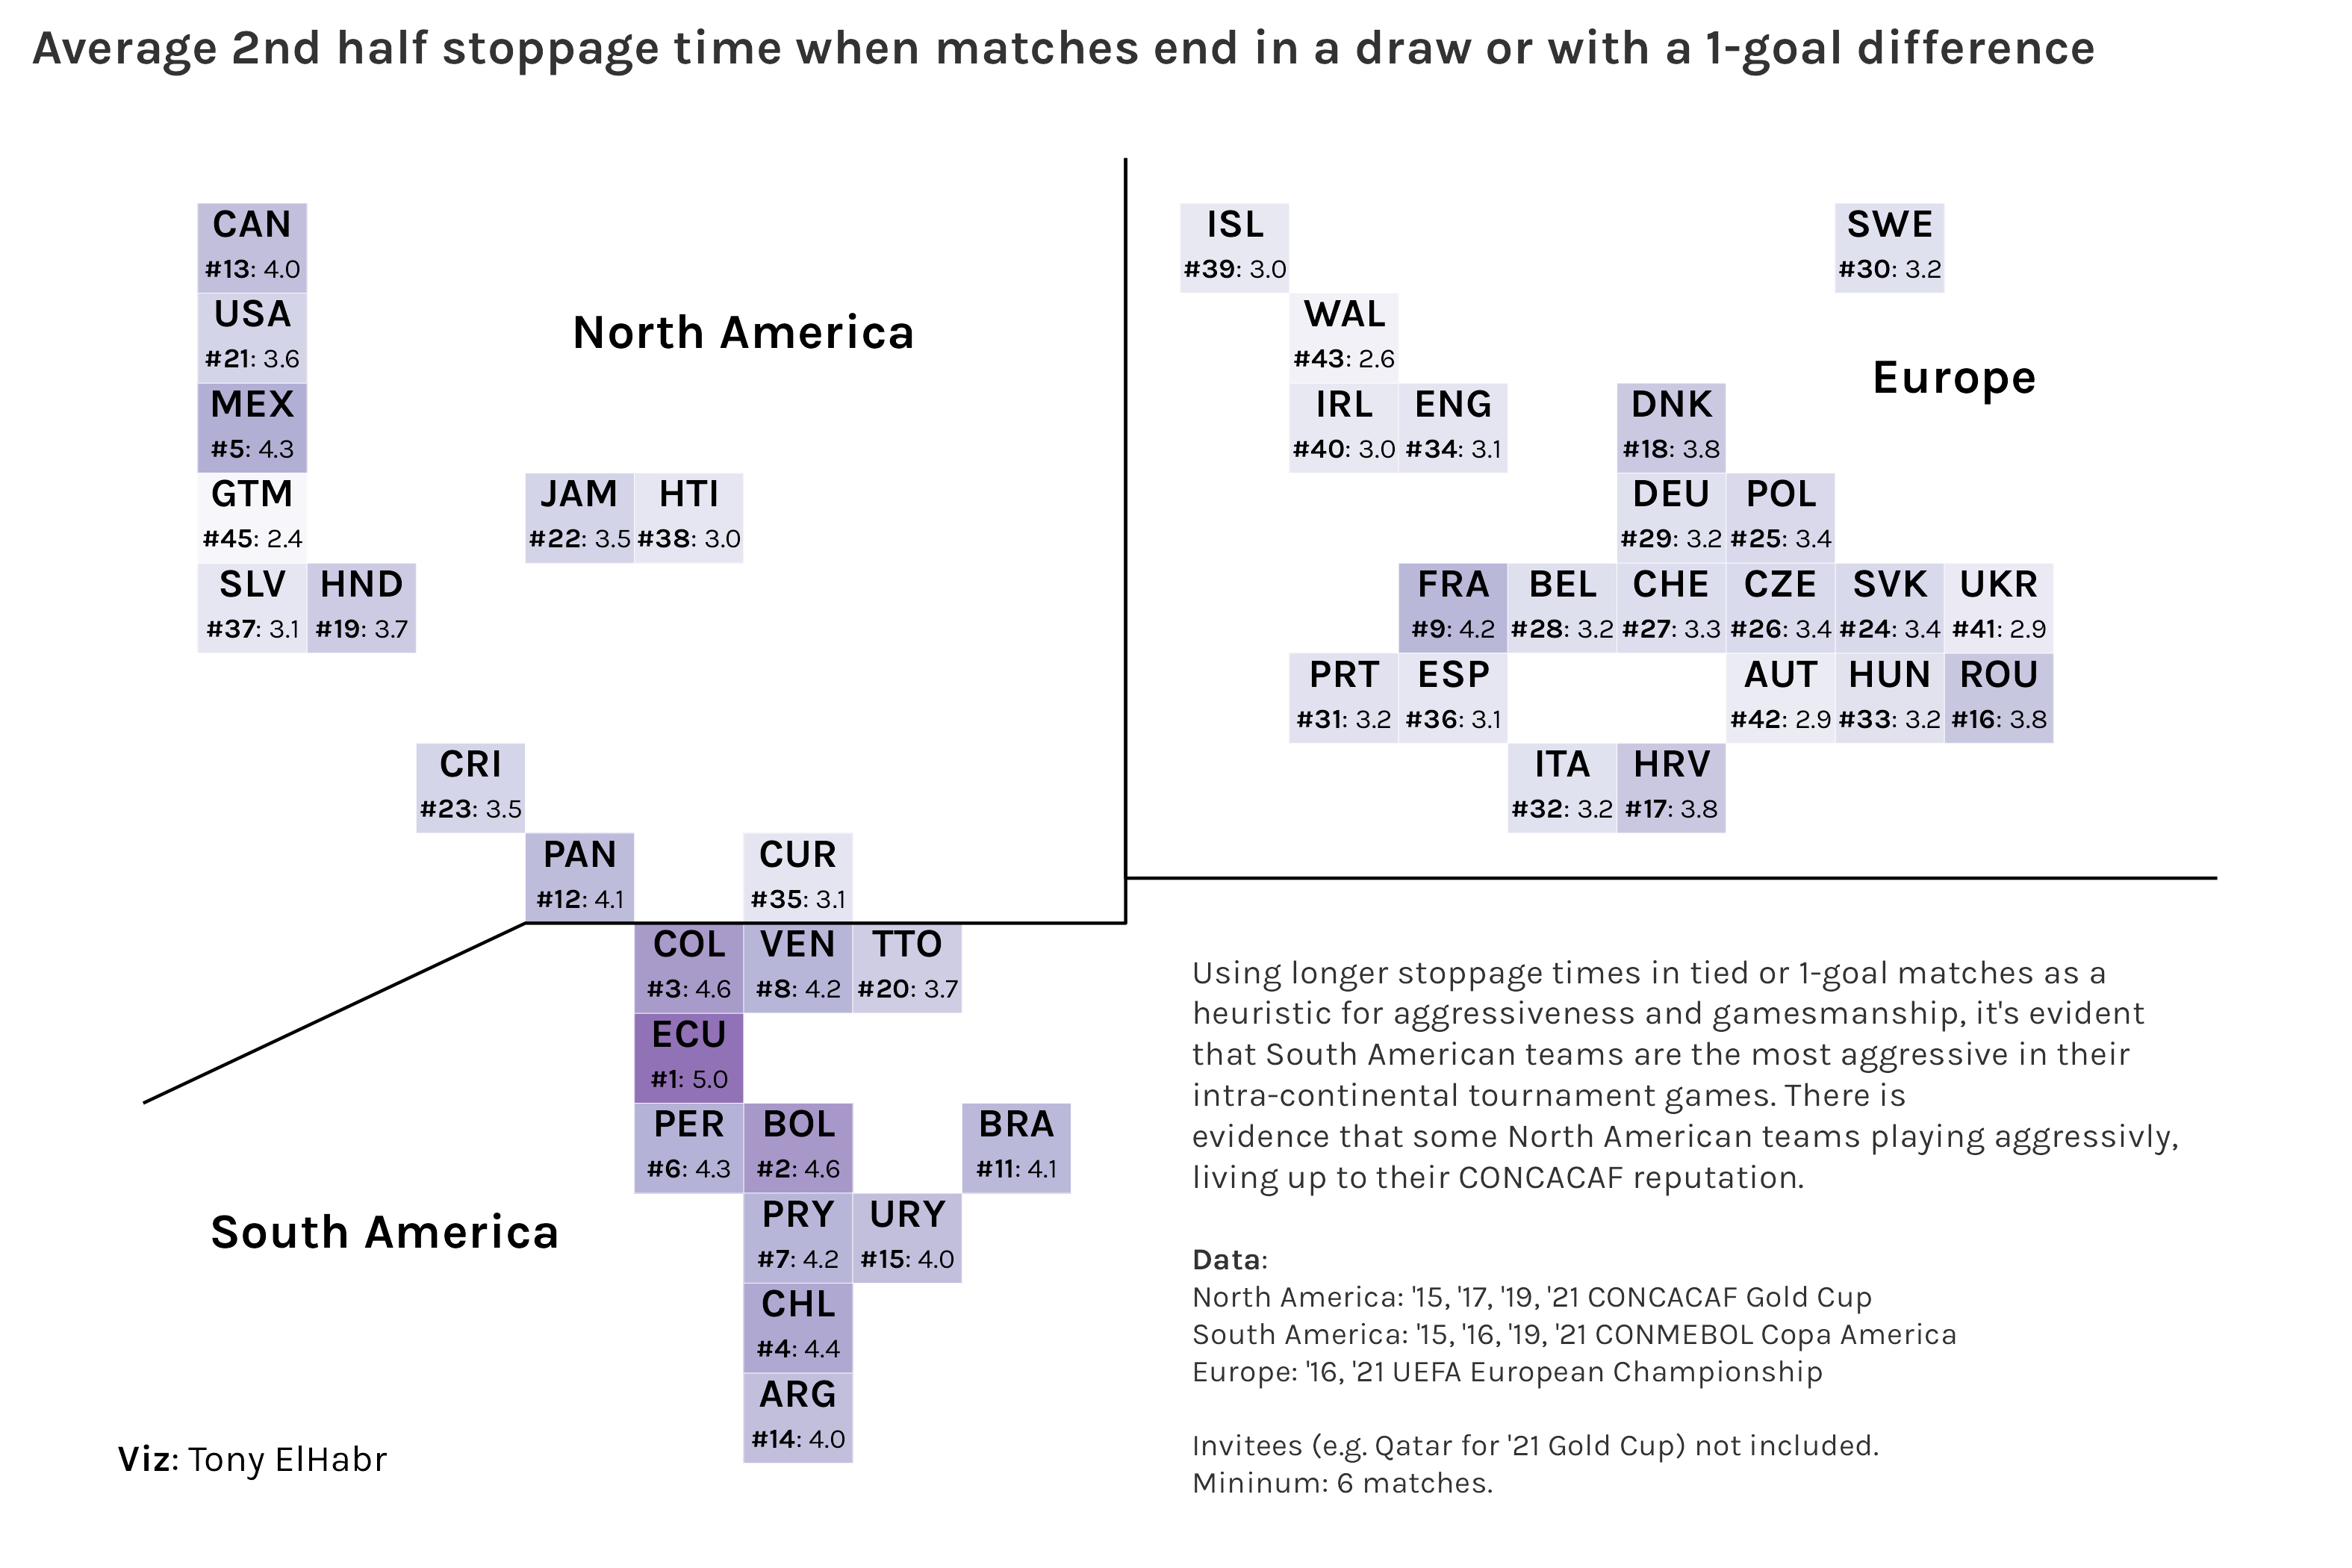 Average 2nd half stoppage time when matches end in a draw or with a 1-goal difference
CAN
#13: 4.0
USA
#21: 3.6
MEX
#5: 4.3
GTM
#45: 2.4
SLV
#37: 3.1
HND
#19: 3.7
North America
JAM
#22: 3.5
HTI
#38: 3.0
CRI
#23: 3.5
PAN
#12: 4.1
CUR
#35: 3.1
ISL
#39: 3.0
SWE
#30: 3.2
WAL
#43: 2.6
Europe
IRL
#40: 3.0
ENG
#34: 3.1
DNK
#18: 3.8
DEU
#29: 3.2
POL
#25: 3.4
FRA
#9: 4.2
BEL
#28: 3.2
CHE
#27: 3.3
CZE
#26: 3.4
SVK
#24: 3.4
UKR
#41: 2.9
PRT
#31: 3.2
ESP
#36: 3.1
AUT
#42: 2.9
HUN
#33: 3.2
ROU
#16: 3.8
ITA
#32: 3.2
HRV
#17: 3.8
COL
#3: 4.6
VEN
#8: 4.2
TTO
#20: 3.7
ECU
#1: 5.0
PER
#6: 4.3
BOL
#2: 4.6
BRA
#11: 4.1
South America
PRY
#7: 4.2
URY
#15: 4.0
CHL
#4: 4.4
ARG
#14: 4.0
Using longer stoppage times in tied or 1-goal matches as a
heuristic for aggressiveness and gamesmanship, it's evident
that South American teams are the most aggressive in their
intra-continental tournament games. There is
evidence that some North American teams playing aggressivly,
living up to their CONCACAF reputation.
Data:
North America: '15, '17, '19, '21 CONCACAF Gold Cup
South America: '15, '16, '19, '21 CONMEBOL Copa America
Europe: '16, '21 UEFA European Championship
Invitees (e.g. Qatar for '21 Gold Cup) not included.
Mininum: 6 matches.
Viz: Tony ElHabr